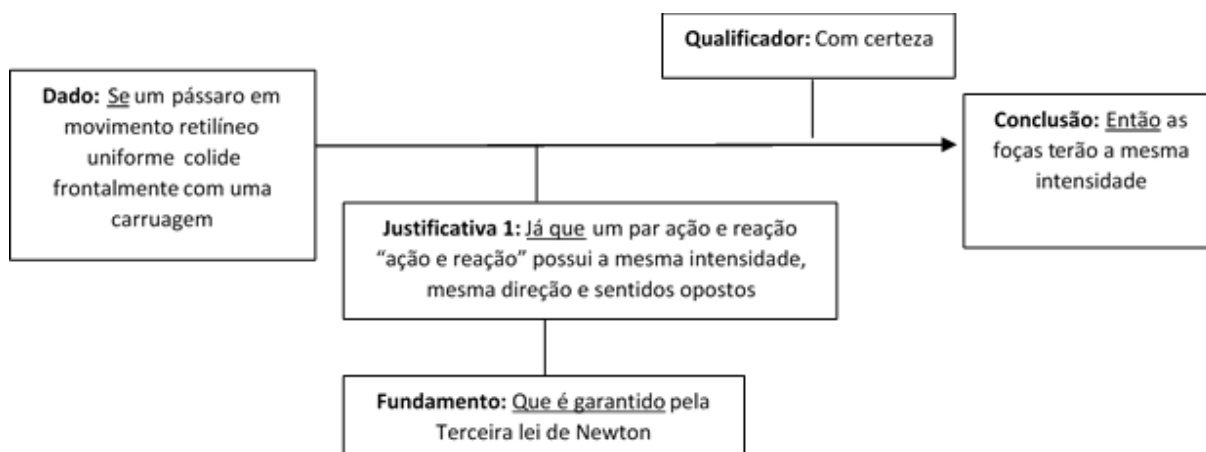 Qualificador: Com certeza
Dado: Se um pássaro em
movimento retilíneo
uniforme colide
frontalmente com uma
carruagem
Conclusão: Então as
foças terão a mesma
intensidade
Justificativa 1: Já que um par ação e reação
“ação e reação” possui a mesma intensidade,
mesma direção e sentidos opostos
Fundamento: Que é garantido pela
Terceira lei de Newton